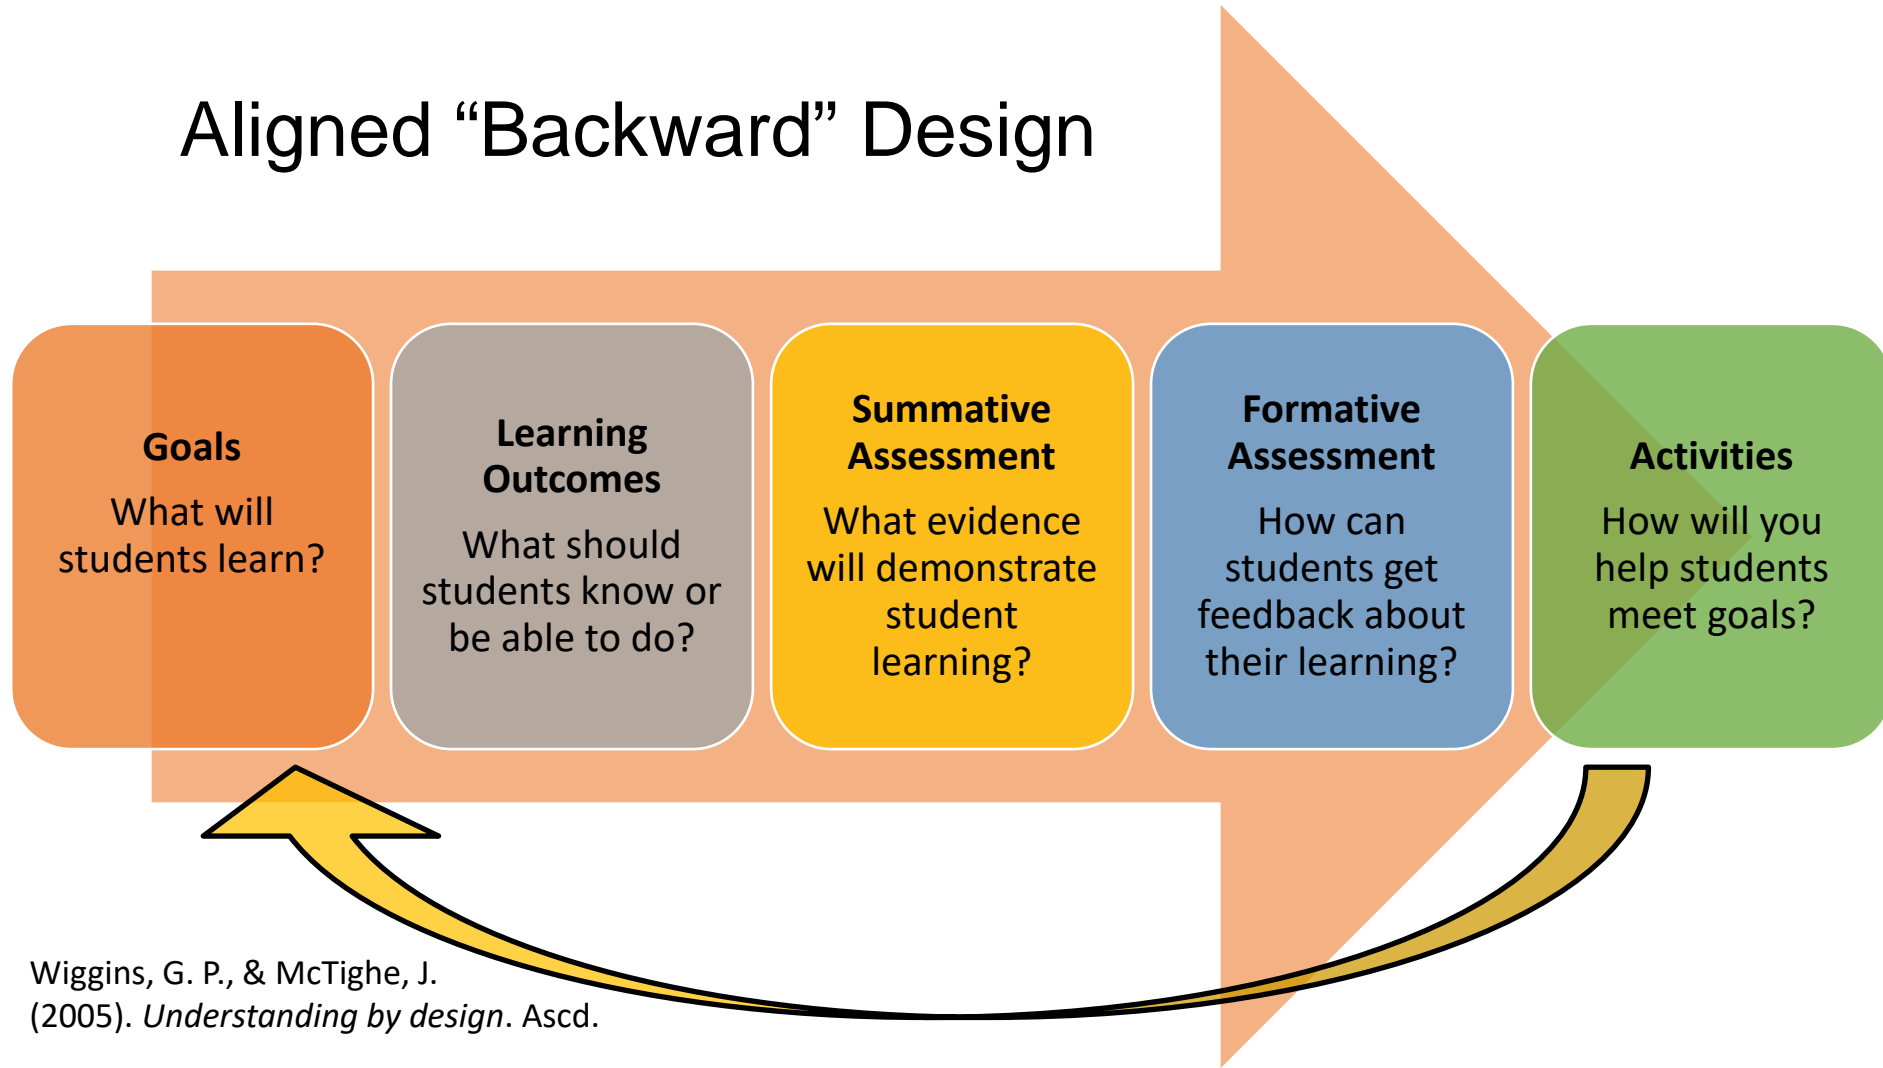 Aligned “Backward” Design
Goals
What will
students learn?
Learning
Outcomes
What should
students know or
be able to do?
Summative
Assessment
What evidence
will demonstrate
student
learning?
Formative
Assessment
How can
students get
feedback about
their learning?
Activities
How will you
help students
meet goals?
Wiggins, G. P., & McTighe, J.
(2005). Understanding by design. Ascd.